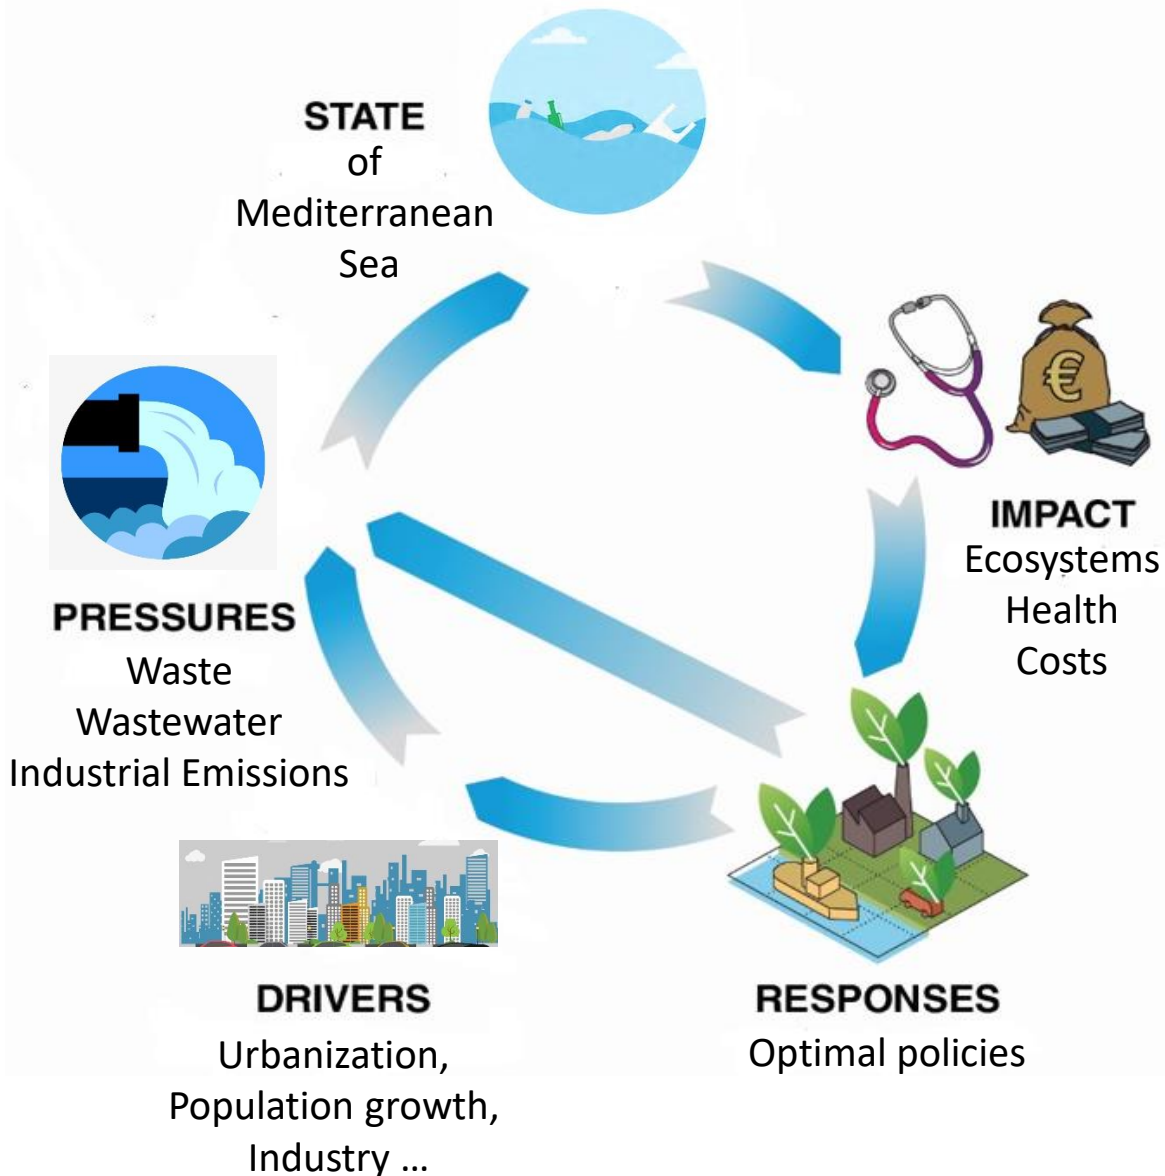 STATE
of
Mediterranean
Sea
€
IMPACT
Ecosystems
Health
Costs
PRESSURES
Waste
Wastewater
Industrial Emissions
DRIVERS
Urbanization,
Population growth,
Industry ...
RESPONSES
Optimal policies